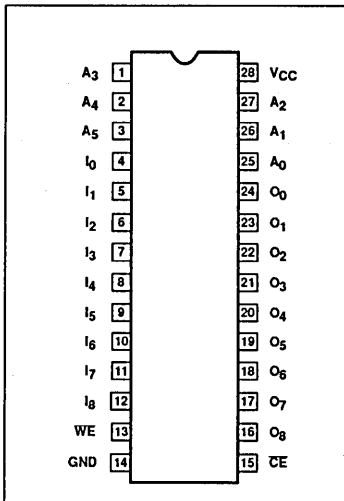 A3 1 28 VCC
A4 2 27 A2
A5 3 26 A1
I0 4 25 A0
I1 5 24 O0
I2 6 23 O1
I3 7 22 O2
I4 8 21 O3
I5 9 20 O4
I6 10 19 O5
I7 11 18 O6
I8 12 17 O7
WE 13 16 O8
GND 14 15 C̅E̅